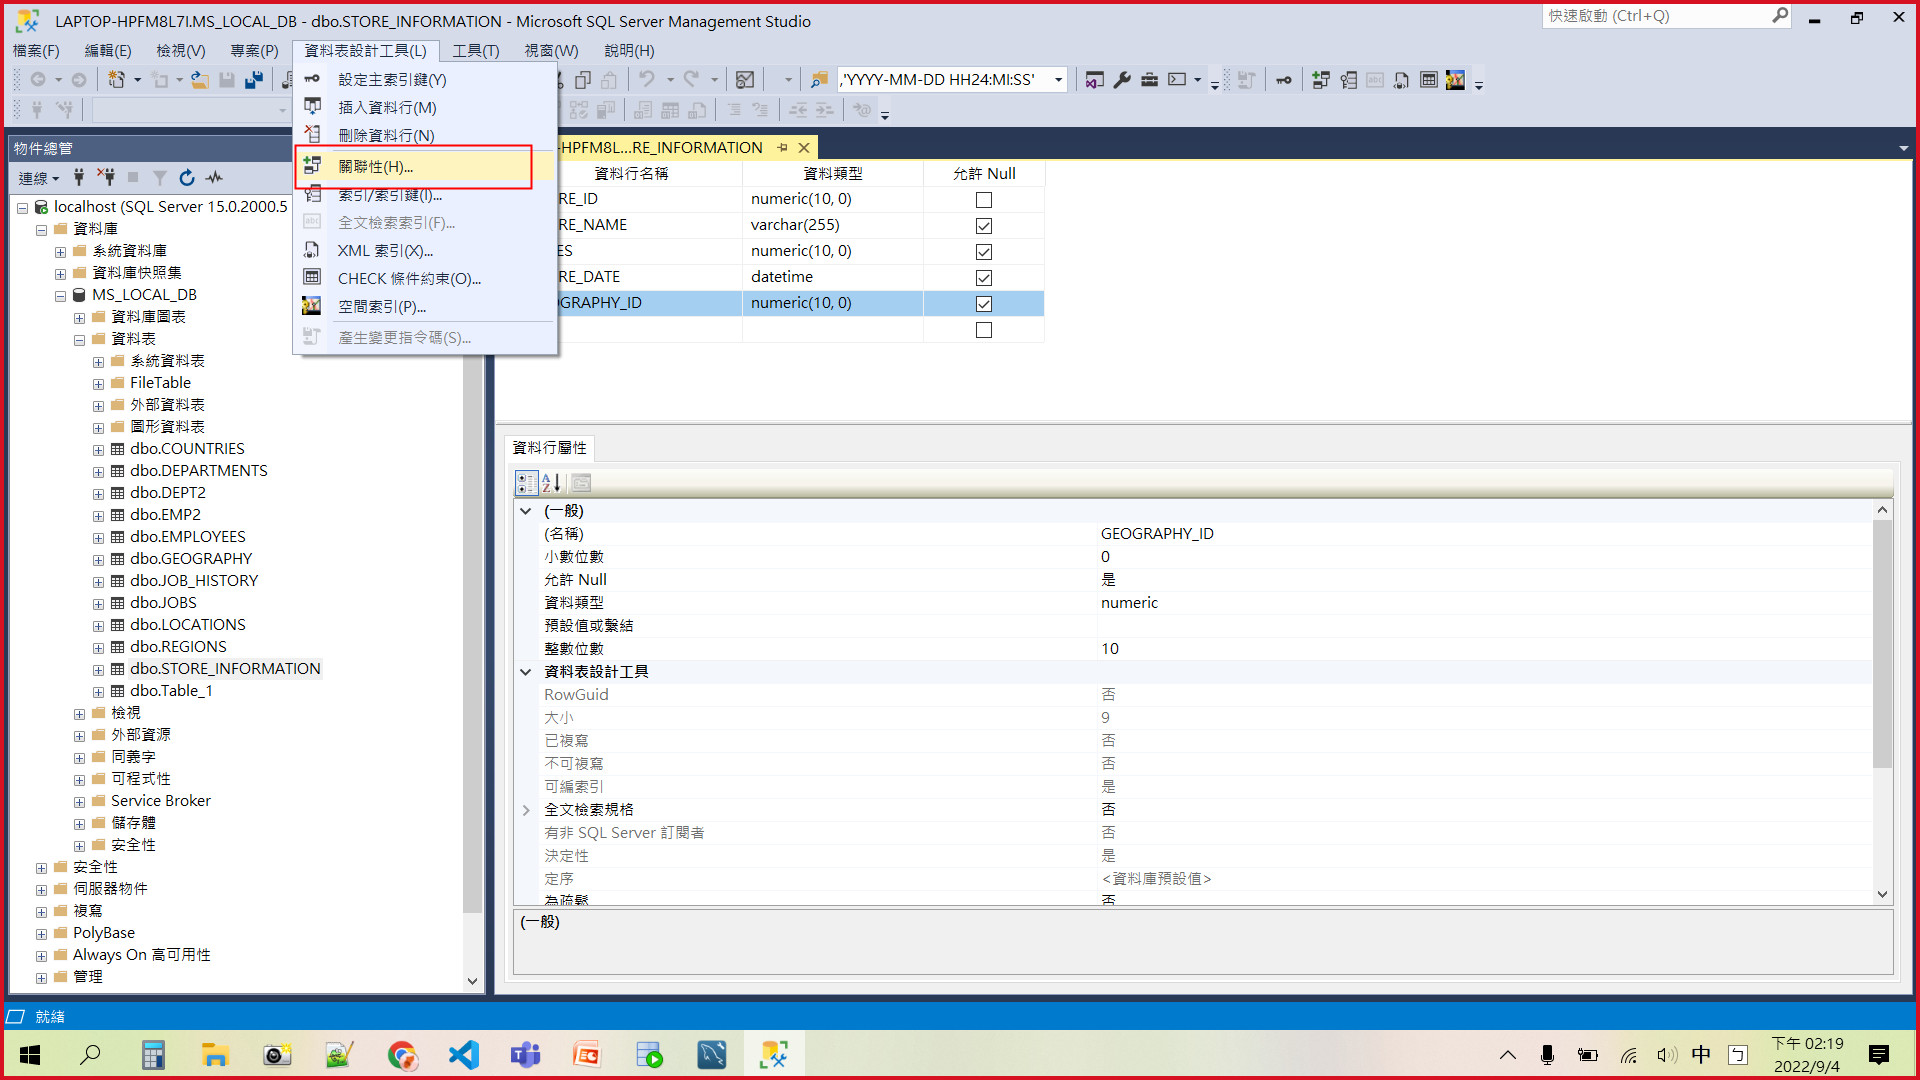 LAPTOP-HPFM8L7I.MS_LOCAL_DB - dbo.STORE_INFORMATION - Microsoft SQL Server Management Studio
快速啟動 (Ctrl+Q)
檔案(F) 編輯(E) 檢視(V) 專案(P) 資料表設計工具(L) 工具(T) 視窗(W) 說明(H)
,'YYYY-MM-DD HH24:MI:SS'
設定主索引鍵(Y)
插入資料行(M)
刪除資料行(N)
關聯性(H)...
索引/索引鍵(I)...
全文檢索索引(F)...
XML 索引(X)...
CHECK 條件約束(O)...
空間索引(P)...
產生變更指令碼(S)...
物件總管
連線
localhost (SQL Server 15.0.2000.5
資料庫
系統資料庫
資料庫快照集
MS_LOCAL_DB
資料庫圖表
資料表
系統資料表
FileTable
外部資料表
圖形資料表
dbo.COUNTRIES
dbo.DEPARTMENTS
dbo.DEPT2
dbo.EMP2
dbo.EMPLOYEES
dbo.GEOGRAPHY
dbo.JOB_HISTORY
dbo.JOBS
dbo.LOCATIONS
dbo.REGIONS
dbo.STORE_INFORMATION
dbo.Table_1
檢視
外部資源
同義字
可程式性
Service Broker
儲存體
安全性
安全性
伺服器物件
複寫
PolyBase
Always On 高可用性
管理
-HPFM8L...RE_INFORMATION
資料行名稱 資料類型 允許 Null
RE_ID numeric(10, 0)
RE_NAME varchar(255)
ES numeric(10, 0)
RE_DATE datetime
OGRAPHY_ID numeric(10, 0)
資料行屬性
(一般)
(名稱) GEOGRAPHY_ID
小數位數 0
允許 Null 是
資料類型 numeric
預設值或繫結
整數位數 10
資料表設計工具
RowGuid 否
大小 9
已複寫 否
不可複寫 否
可編索引 是
全文檢索規格 否
有非 SQL Server 訂閱者 否
決定性 是
定序 <資料庫預設值>
為疏鬆 否
(一般)
就緒
中
下午 02:19
2022/9/4